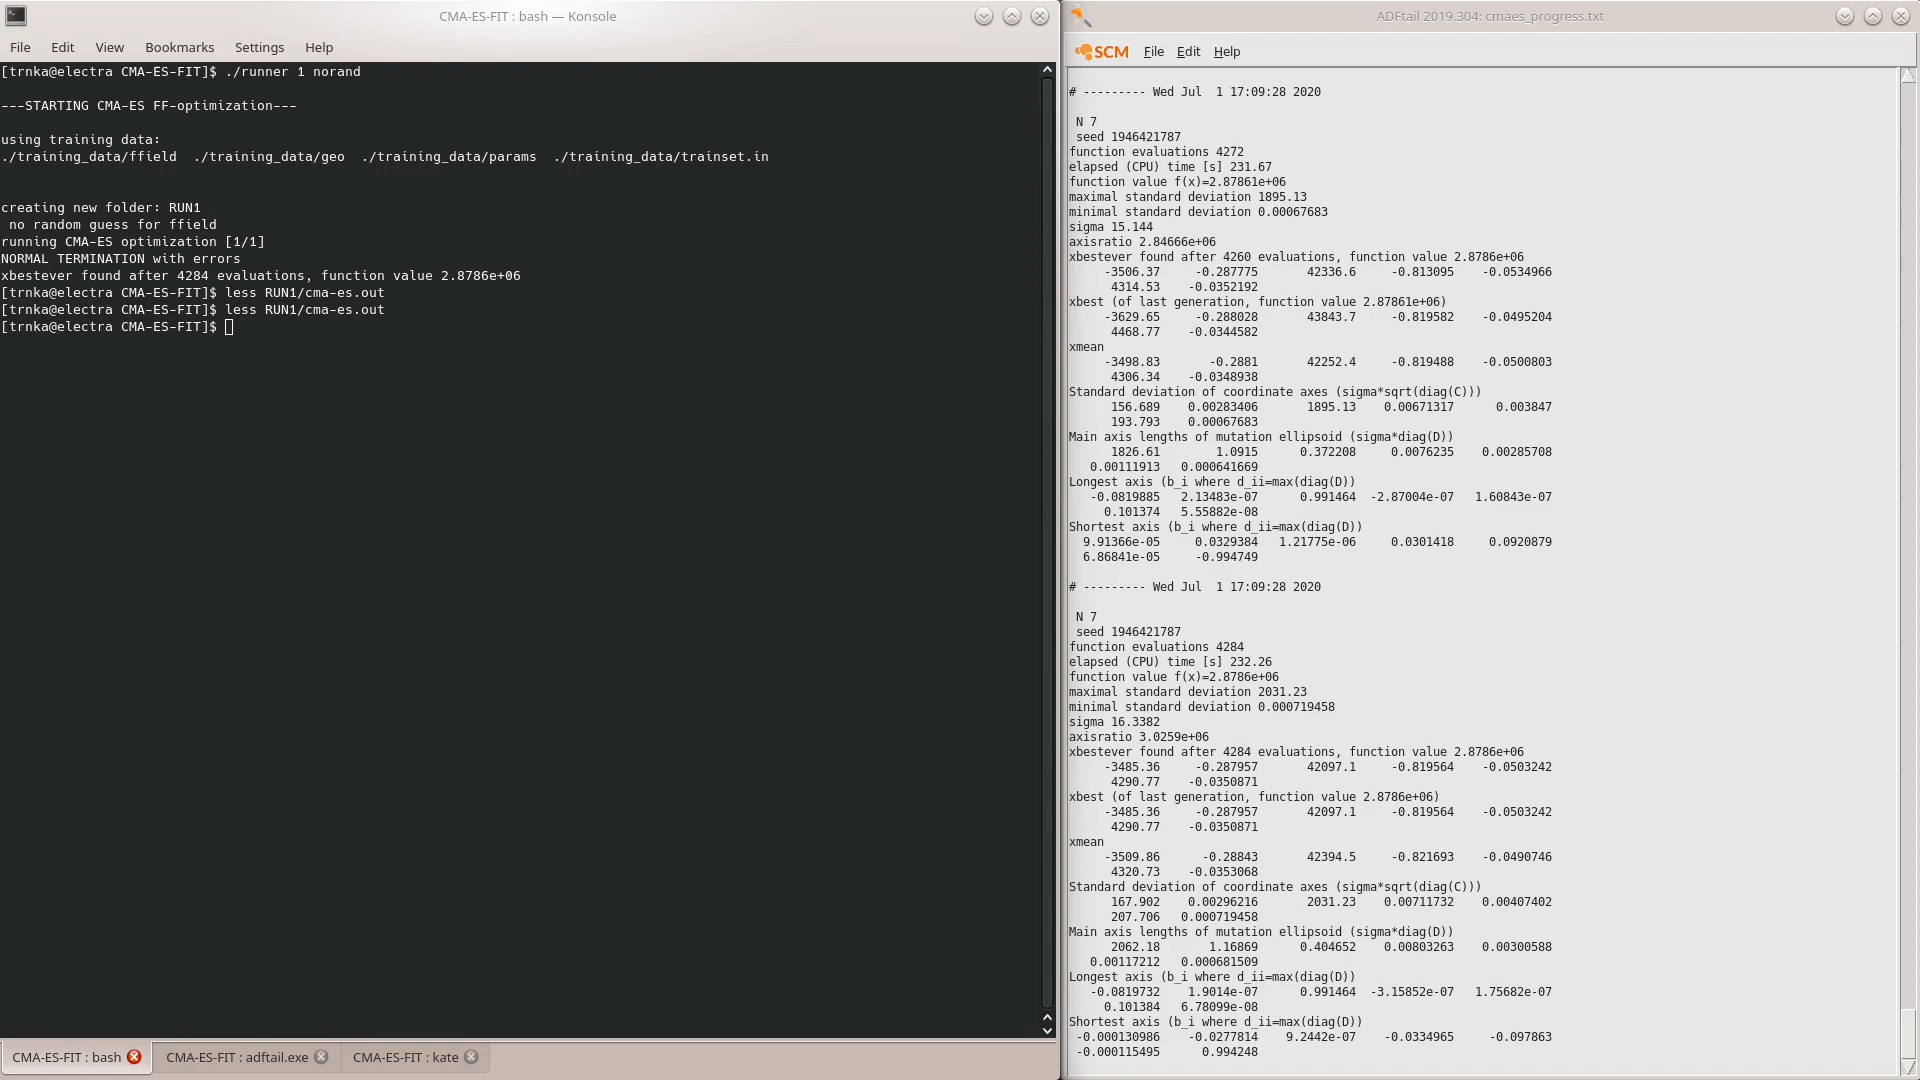 CMA-ES-FIT : bash — Konsole
File Edit View Bookmarks Settings Help
[trnka@electra CMA-ES-FIT]$ ./runner 1 norand
---STARTING CMA-ES FF-optimization---
using training data:
./training_data/ffield ./training_data/geo ./training_data/params ./training_data/trainset.in
creating new folder: RUN1
no random guess for ffield
running CMA-ES optimization [1/1]
NORMAL TERMINATION with errors
xbestever found after 4284 evaluations, function value 2.8786e+06
[trnka@electra CMA-ES-FIT]$ less RUN1/cma-es.out
[trnka@electra CMA-ES-FIT]$ less RUN1/cma-es.out
[trnka@electra CMA-ES-FIT]$
CMA-ES-FIT : bash CMA-ES-FIT : adftail.exe CMA-ES-FIT : kate
ADFtail 2019.304: cmaes_progress.txt
SCM File Edit Help
# --------- Wed Jul  1 17:09:28 2020
N 7
seed 1946421787
function evaluations 4272
elapsed (CPU) time [s] 231.67
function value f(x)=2.87861e+06
maximal standard deviation 1895.13
minimal standard deviation 0.00067683
sigma 15.144
axisratio 2.84666e+06
xbestever found after 4260 evaluations, function value 2.8786e+06
-3506.37 -0.287775 42336.6 -0.813095 -0.0534966
4314.53 -0.0352192
xbest (of last generation, function value 2.87861e+06)
-3629.65 -0.288028 43843.7 -0.819582 -0.0495204
4468.77 -0.0344582
xmean
-3498.83 -0.2881 42252.4 -0.819488 -0.0500803
4306.34 -0.0348938
Standard deviation of coordinate axes (sigma*sqrt(diag(C)))
156.689 0.00283406 1895.13 0.00671317 0.003847
193.793 0.00067683
Main axis lengths of mutation ellipsoid (sigma*diag(D))
1826.61 1.0915 0.372208 0.0076235 0.00285708
0.00111913 0.000641669
Longest axis (b_i where d_ii=max(diag(D))
-0.0819885 2.13483e-07 0.991464 -2.87004e-07 1.60843e-07
0.101374 5.55882e-08
Shortest axis (b_i where d_ii=max(diag(D))
9.91366e-05 0.0329384 1.21775e-06 0.0301418 0.0920879
6.86841e-05 -0.994749
# --------- Wed Jul  1 17:09:28 2020
N 7
seed 1946421787
function evaluations 4284
elapsed (CPU) time [s] 232.26
function value f(x)=2.8786e+06
maximal standard deviation 2031.23
minimal standard deviation 0.000719458
sigma 16.3382
axisratio 3.0259e+06
xbestever found after 4284 evaluations, function value 2.8786e+06
-3485.36 -0.287957 42097.1 -0.819564 -0.0503242
4290.77 -0.0350871
xbest (of last generation, function value 2.8786e+06)
-3485.36 -0.287957 42097.1 -0.819564 -0.0503242
4290.77 -0.0350871
xmean
-3509.86 -0.28843 42394.5 -0.821693 -0.0490746
4320.73 -0.0353068
Standard deviation of coordinate axes (sigma*sqrt(diag(C)))
167.902 0.00296216 2031.23 0.00711732 0.00407402
207.706 0.000719458
Main axis lengths of mutation ellipsoid (sigma*diag(D))
2062.18 1.16869 0.404652 0.00803263 0.00300588
0.00117212 0.000681509
Longest axis (b_i where d_ii=max(diag(D))
-0.0819732 1.9014e-07 0.991464 -3.15852e-07 1.75682e-07
0.101384 6.78099e-08
Shortest axis (b_i where d_ii=max(diag(D))
-0.000130986 -0.0277814 9.2442e-07 -0.0334965 -0.097863
-0.000115495 0.994248